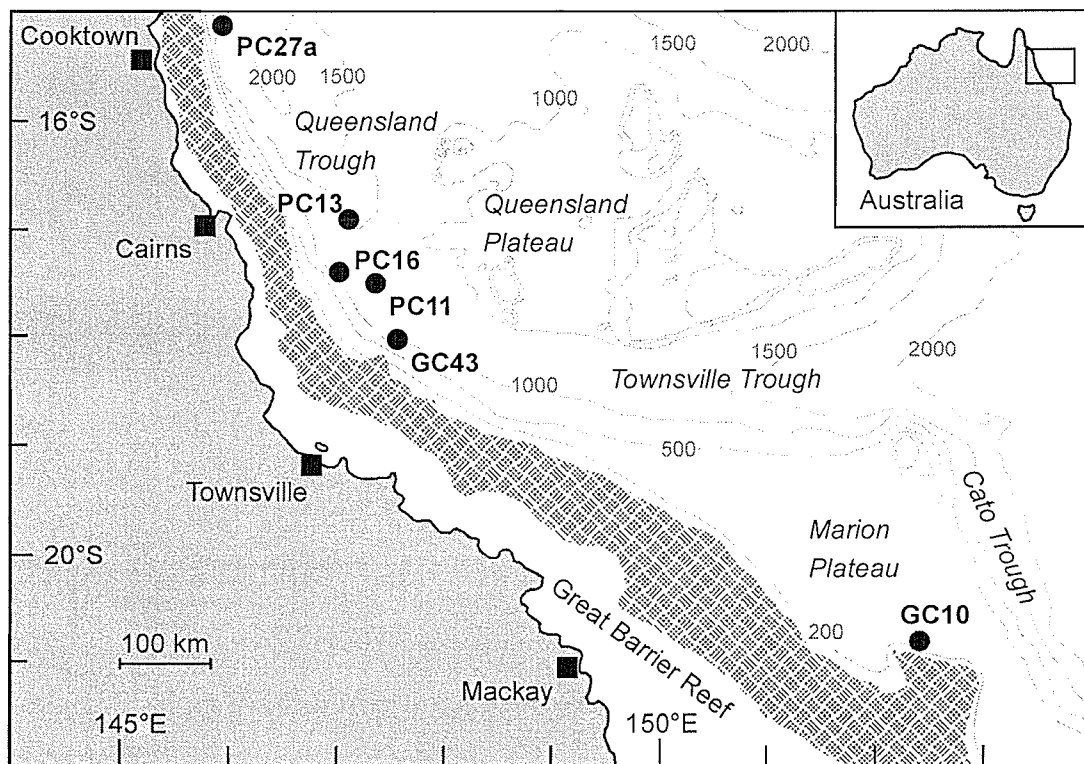 Cooktown
PC27a
2000
1500
1500
2000
16°S
Queensland
Trough
1000
Australia
PC13
Queensland
Plateau
Cairns
PC16
PC11
GC43
1000
Townsville Trough
1500
2000
500
Townsville
Cato Trough
20°S
Marion
Plateau
Great Barrier Reef
200
GC10
100 km
Mackay
145°E
150°E